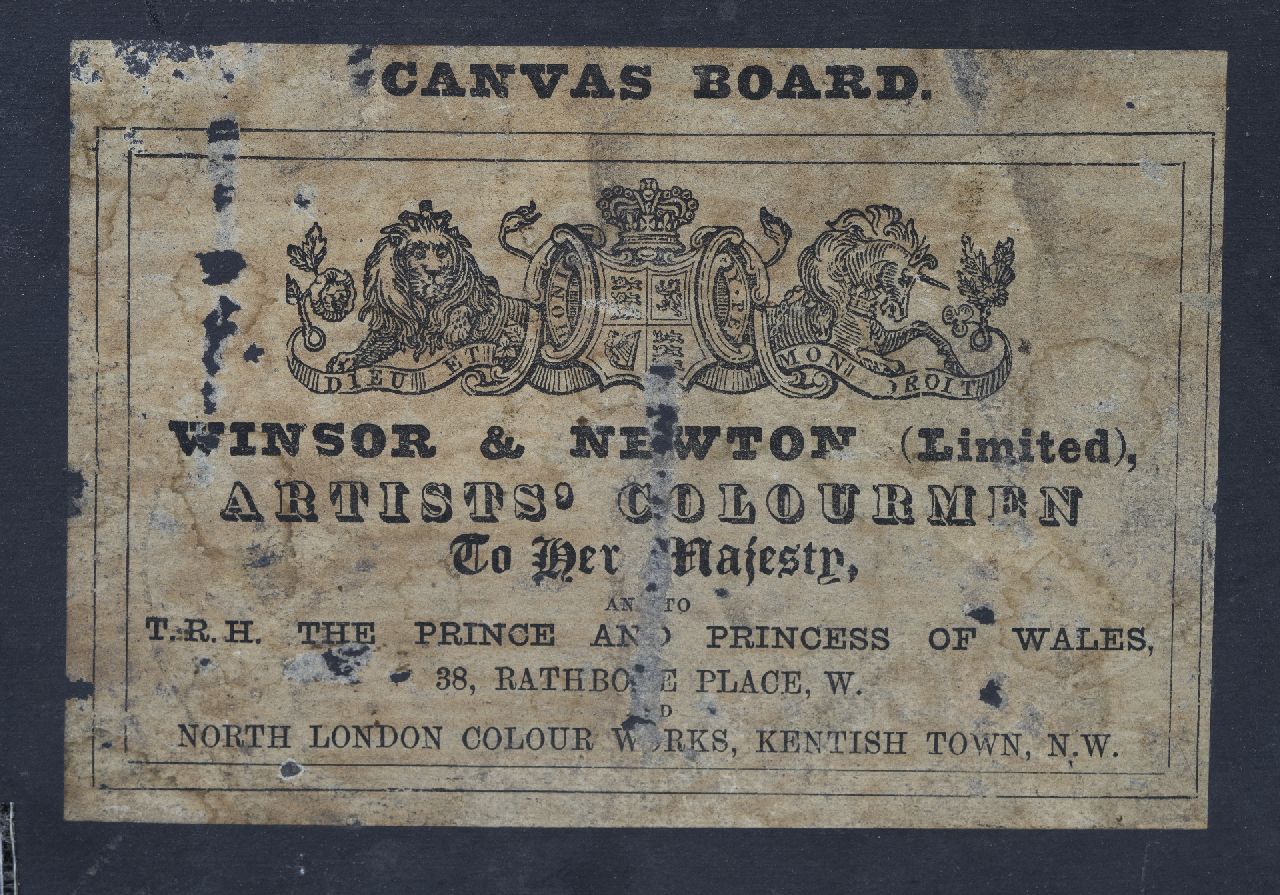 CANVAS BOARD.
DIEU ET MON DROIT
WINSOR & NEWTON (Limited),
ARTISTS' COLOURMEN
To Her Majesty,
AND TO
T.R.H. THE PRINCE AND PRINCESS OF WALES,
38, RATHBONE PLACE, W.
AND
NORTH LONDON COLOUR WORKS, KENTISH TOWN, N.W.